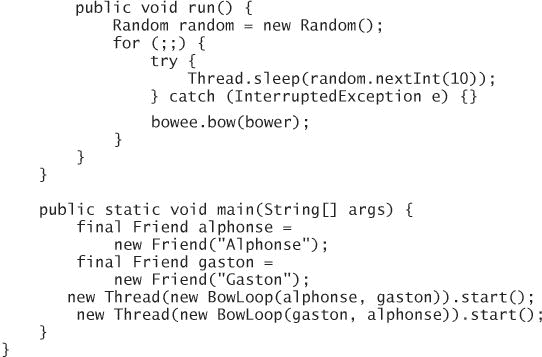 public void run() {
Random random = new Random();
for (;;) {
try {
Thread.sleep(random.nextInt(10));
} catch (InterruptedException e) {}
bowee.bow(bower);
}
}
}
public static void main(String[] args) {
final Friend alphonse =
new Friend("Alphonse");
final Friend gaston =
new Friend("Gaston");
new Thread(new BowLoop(alphonse, gaston)).start();
new Thread(new BowLoop(gaston, alphonse)).start();
}
}